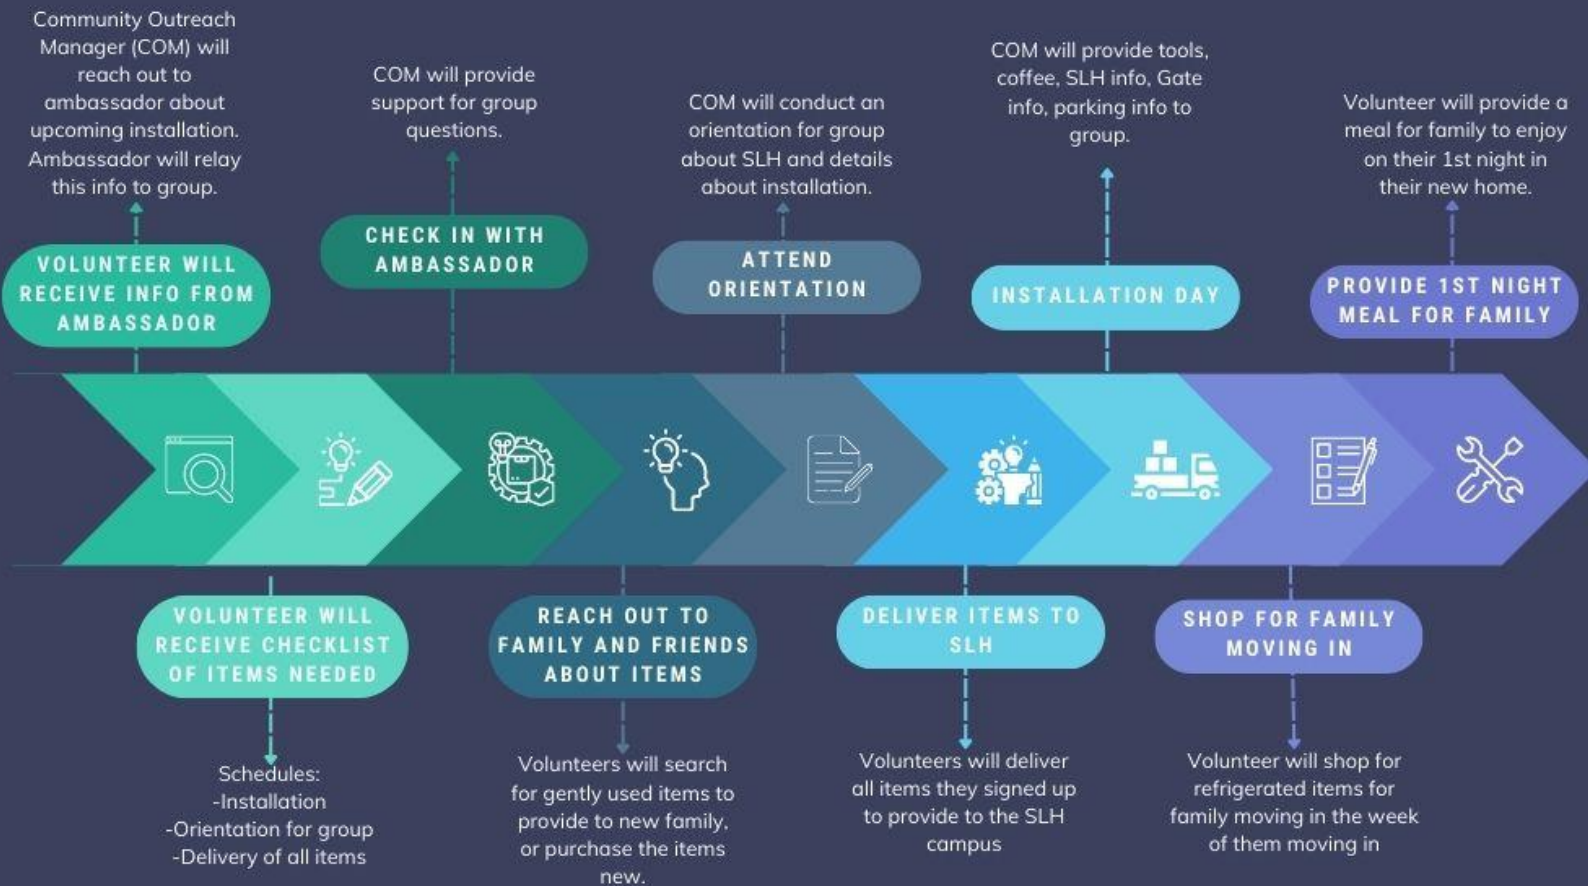 Community Outreach
Manager (COM) will
reach out to
ambassador about
upcoming installation.
Ambassador will relay
this info to group.
VOLUNTEER WILL
RECEIVE INFO FROM
AMBASSADOR
VOLUNTEER WILL
RECEIVE CHECKLIST
OF ITEMS NEEDED
Schedules:
-Installation
-Orientation for group
-Delivery of all items
COM will provide
support for group
questions.
CHECK IN WITH
AMBASSADOR
REACH OUT TO
FAMILY AND FRIENDS
ABOUT ITEMS
Volunteers will search
for gently used items to
provide to new family,
or purchase the items
new.
COM will conduct an
orientation for group
about SLH and details
about installation.
ATTEND
ORIENTATION
DELIVER ITEMS TO
SLH
Volunteers will deliver
all items they signed up
to provide to the SLH
campus
COM will provide tools,
coffee, SLH info, Gate
info, parking info to
group.
INSTALLATION DAY
SHOP FOR FAMILY
MOVING IN
Volunteer will shop for
refrigerated items for
family moving in the week
of them moving in
Volunteer will provide a
meal for family to enjoy
on their 1st night in
their new home.
PROVIDE 1ST NIGHT
MEAL FOR FAMILY